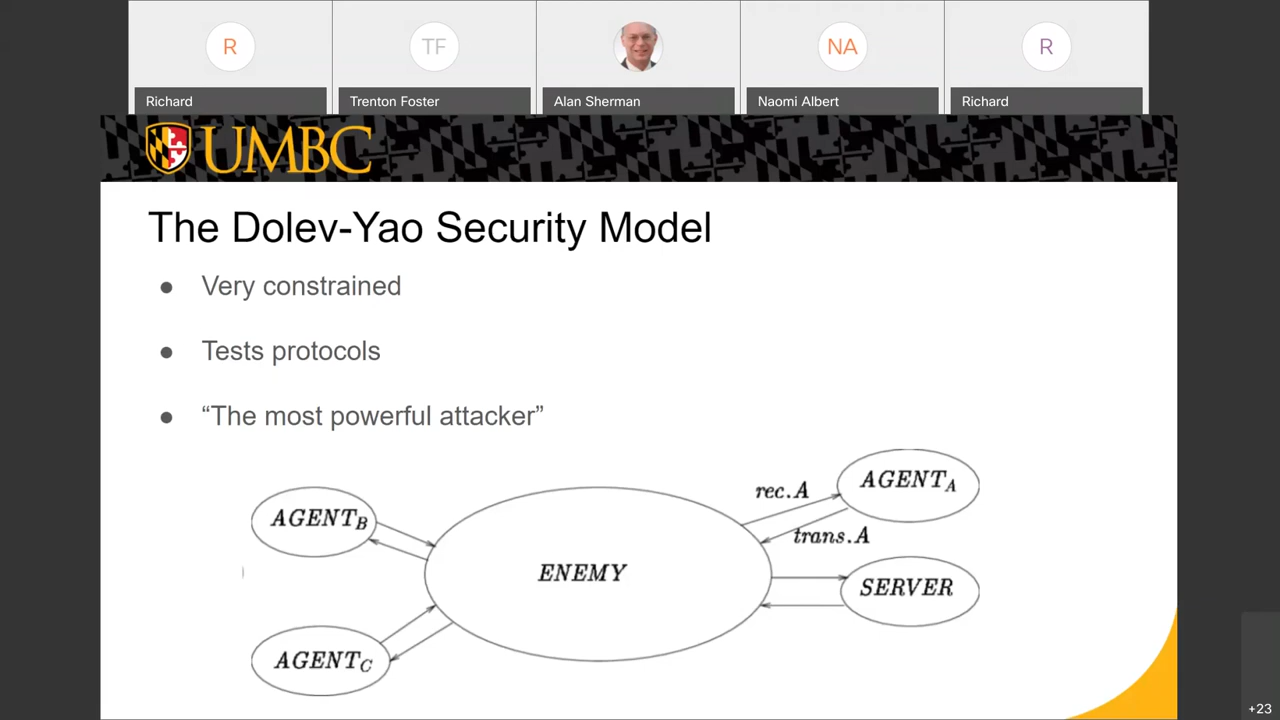 R
TF
NA
R
Richard
Trenton Foster
Alan Sherman
Naomi Albert
Richard
UMBC
The Dolev-Yao Security Model
● Very constrained
● Tests protocols
● “The most powerful attacker”
AGENT_A
rec.A
AGENT_B
trans.A
ENEMY
SERVER
AGENT_C
+23